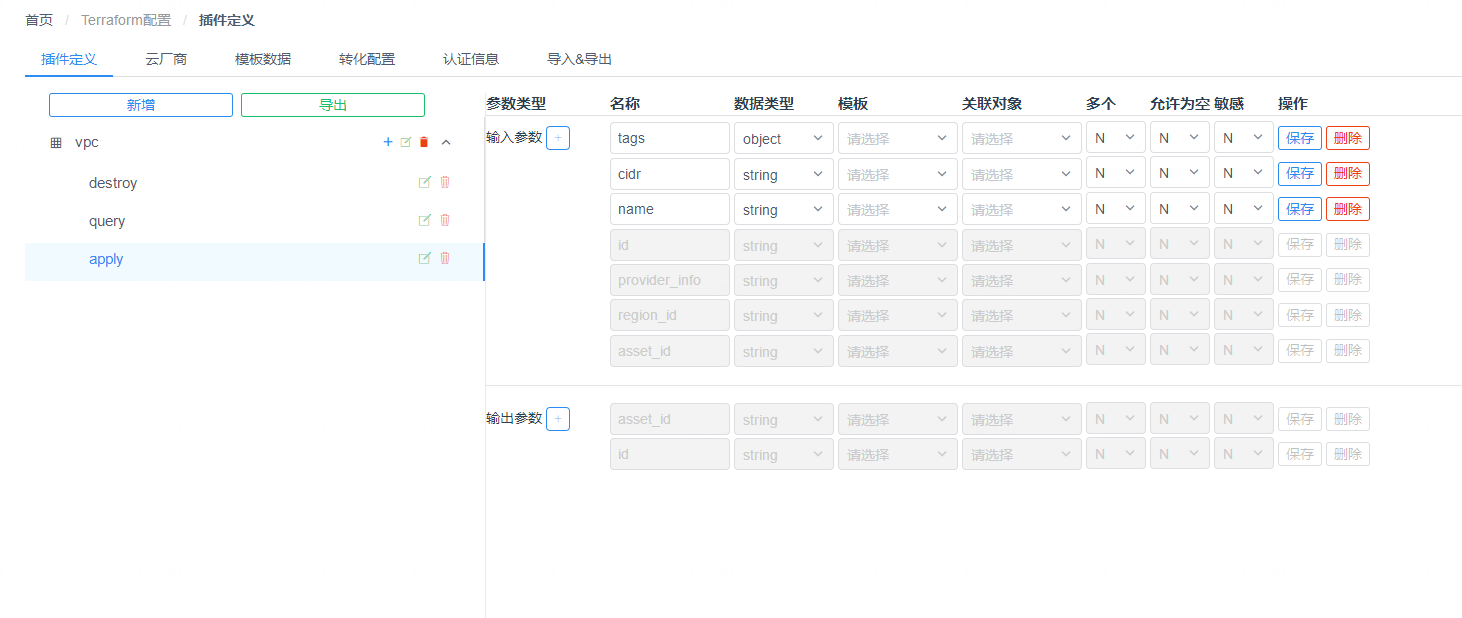 首页 / Terraform配置 / 插件定义
插件定义 云厂商 模板数据 转化配置 认证信息 导入&导出
新增 导出
vpc
destroy
query
apply
参数类型 名称 数据类型 模板 关联对象 多个 允许为空 敏感 操作
输入参数 + tags object 请选择 请选择 N N N 保存 删除
cidr string 请选择 请选择 N N N 保存 删除
name string 请选择 请选择 N N N 保存 删除
id string 请选择 请选择 N N N 保存 删除
provider_info string 请选择 请选择 N N N 保存 删除
region_id string 请选择 请选择 N N N 保存 删除
asset_id string 请选择 请选择 N N N 保存 删除
输出参数 + asset_id string 请选择 请选择 N N N 保存 删除
id string 请选择 请选择 N N N 保存 删除